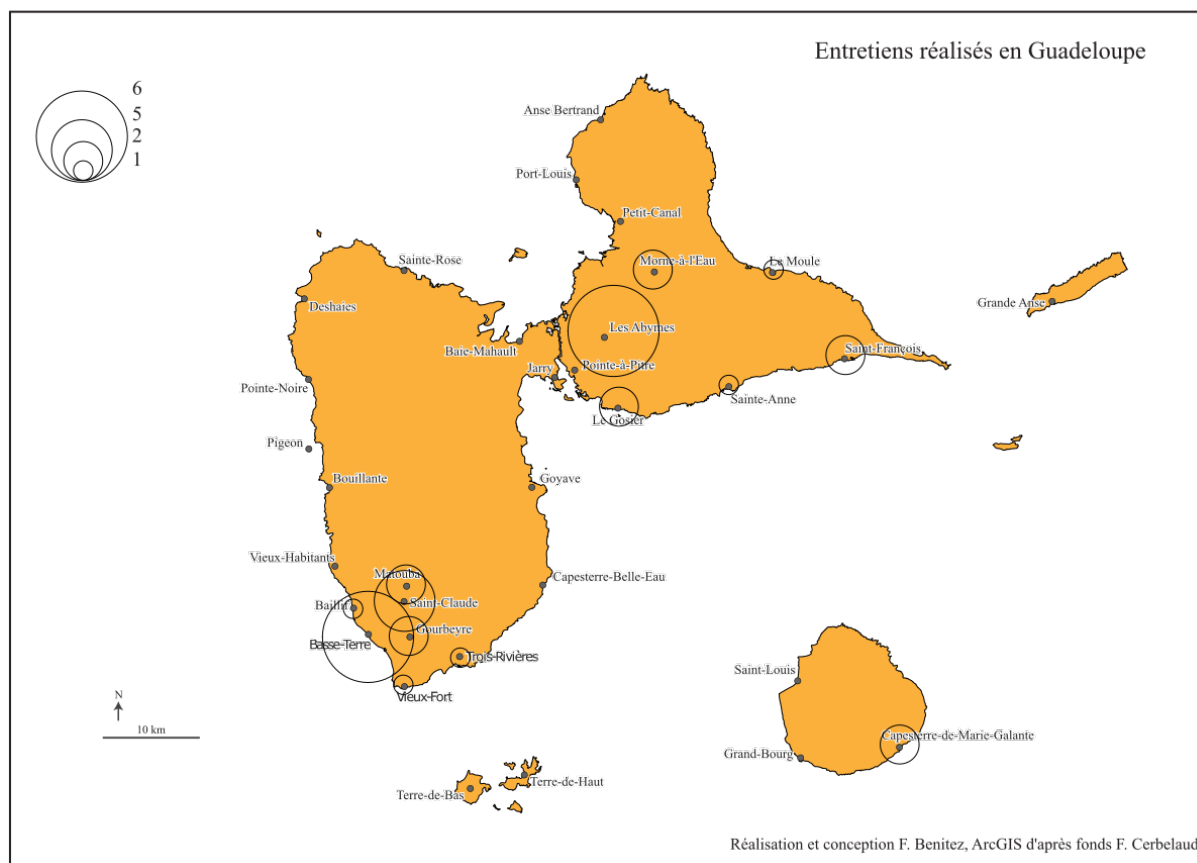 Entretiens réalisés en Guadeloupe
6
5
2
1
Anse Bertrand
Port-Louis
Petit-Canal
Sainte-Rose
Morne-à-l'Eau
Le Moule
Deshaies
Grande Anse
Les Abymes
Baie-Mahault
Saint-François
Jarry
Pointe-à-Pitre
Pointe-Noire
Sainte-Anne
Le Gosier
Pigeon
Bouillante
Goyave
Vieux-Habitants
Matouba
Capesterre-Belle-Eau
Saint-Claude
Baillif
Gourbeyre
Basse-Terre
Trois-Rivières
Vieux-Fort
Saint-Louis
N
10 km
Capesterre-de-Marie-Galante
Grand-Bourg
Terre-de-Haut
Terre-de-Bas
Réalisation et conception F. Benitez, ArcGIS d'après fonds F. Cerbelaud